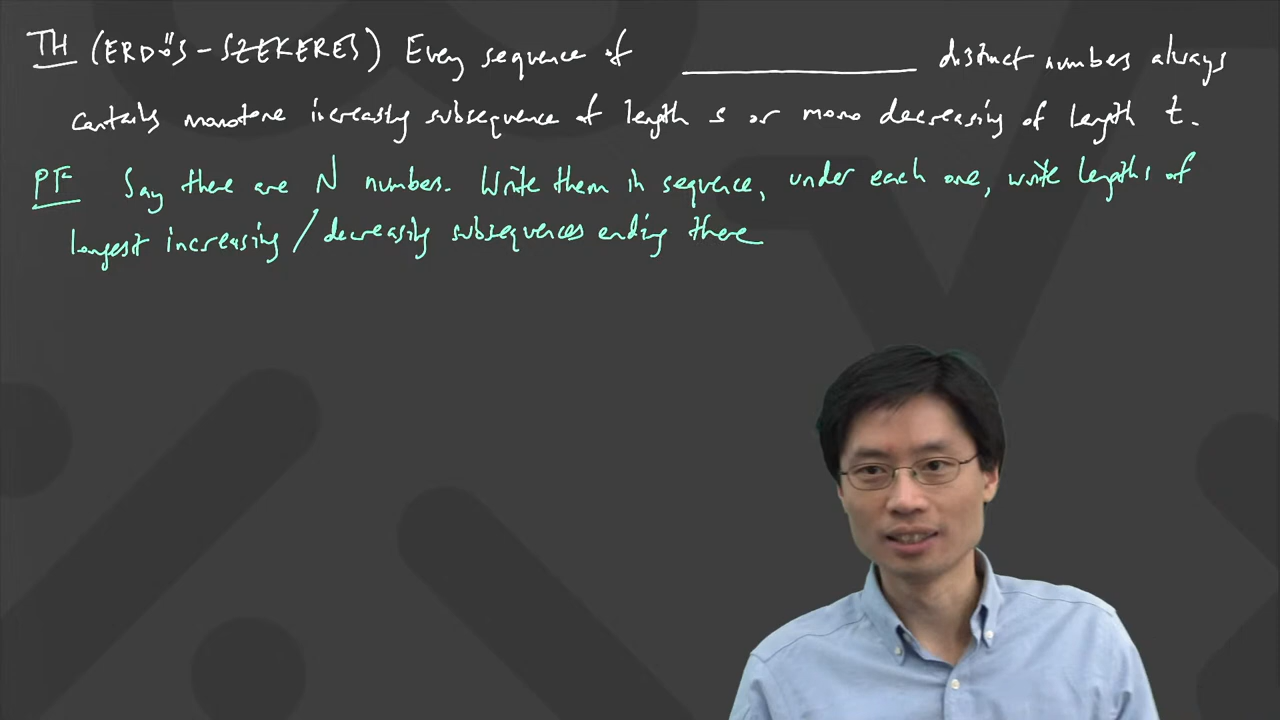 TH (ERDŐS-SZEKERES) Every sequence of __________ distinct numbers always
contains monotone increasing subsequence of length s or mono decreasing of length t.
PF Say there are N numbers. Write them in sequence, under each one, write lengths of
longest increasing / decreasing subsequences ending there